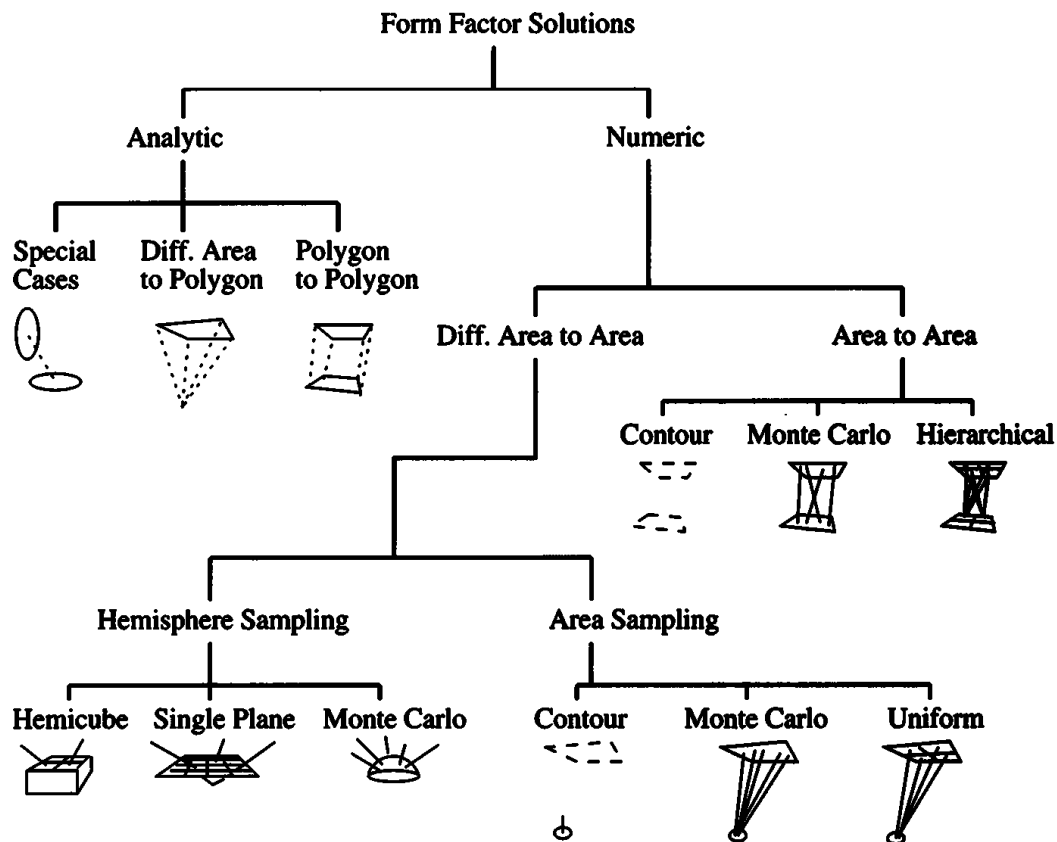 Form Factor Solutions
Analytic
Numeric
Special
Cases
Diff. Area
to Polygon
Polygon
to Polygon
Diff. Area to Area
Area to Area
Contour
Monte Carlo
Hierarchical
Hemisphere Sampling
Area Sampling
Hemicube
Single Plane
Monte Carlo
Contour
Monte Carlo
Uniform